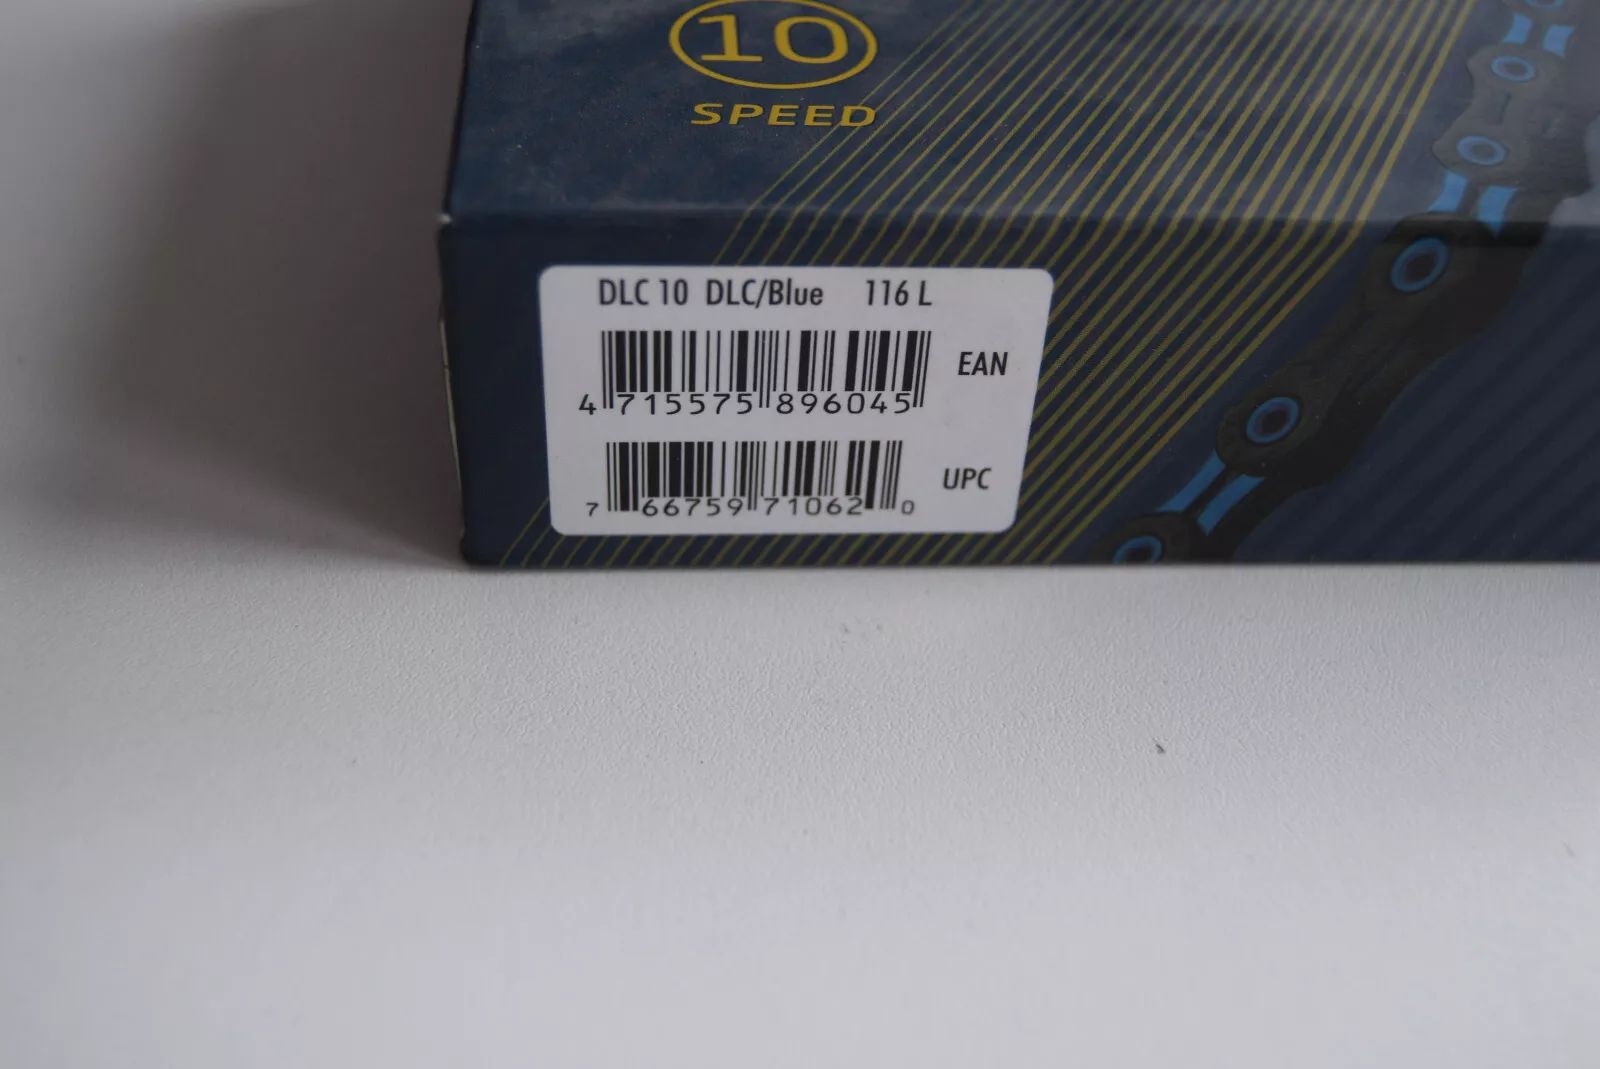 10
SPEED
DLC 10 DLC/Blue 116 L
4 715575 896045
EAN
7 66759 71062 0
UPC